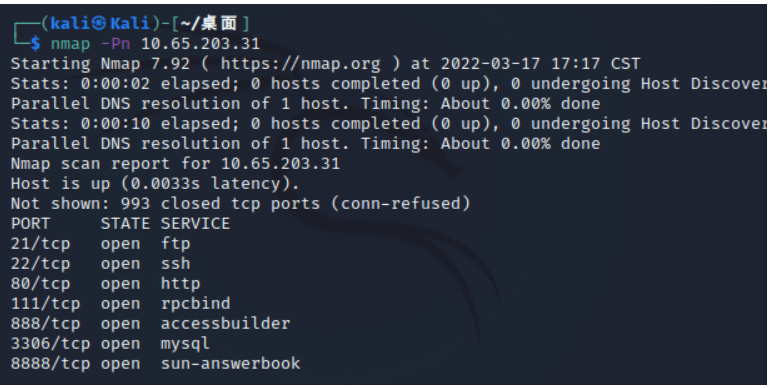 ┌──(kali㉿Kali)-[~/桌面]
└─$ nmap -Pn 10.65.203.31
Starting Nmap 7.92 ( https://nmap.org ) at 2022-03-17 17:17 CST
Stats: 0:00:02 elapsed; 0 hosts completed (0 up), 0 undergoing Host Discover
Parallel DNS resolution of 1 host. Timing: About 0.00% done
Stats: 0:00:10 elapsed; 0 hosts completed (0 up), 0 undergoing Host Discover
Parallel DNS resolution of 1 host. Timing: About 0.00% done
Nmap scan report for 10.65.203.31
Host is up (0.0033s latency).
Not shown: 993 closed tcp ports (conn-refused)
PORT     STATE SERVICE
21/tcp   open  ftp
22/tcp   open  ssh
80/tcp   open  http
111/tcp  open  rpcbind
888/tcp  open  accessbuilder
3306/tcp open  mysql
8888/tcp open  sun-answerbook